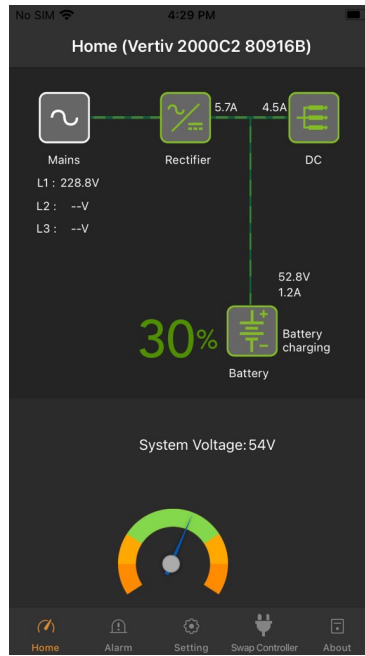 No SIM 4:29 PM
Home (Vertiv 2000C2 80916B)
5.7A 4.5A
Mains Rectifier DC
L1 : 228.8V
L2 : --V
L3 : --V
52.8V
1.2A
30%
Battery
charging
Battery
System Voltage:54V
Home Alarm Setting Swap Controller About